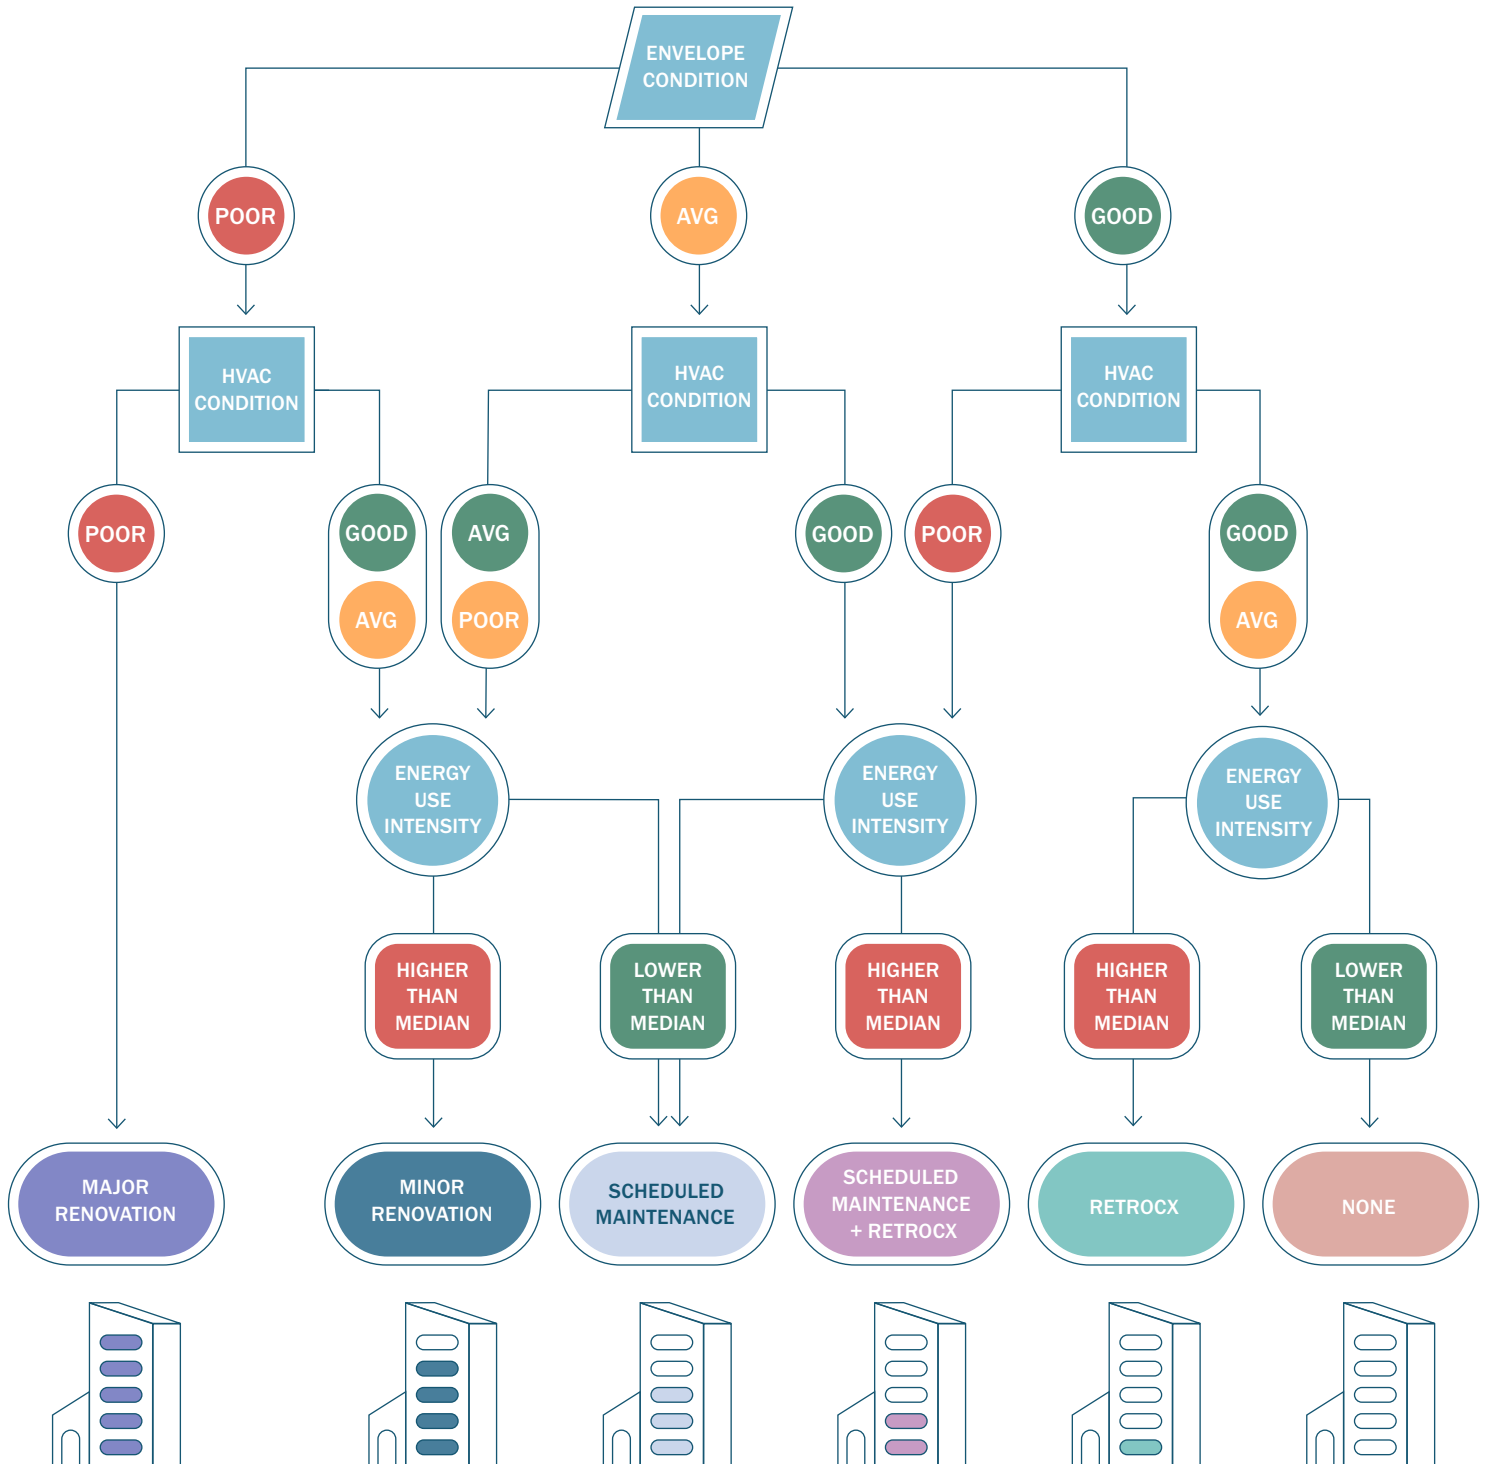 ENVELOPE
CONDITION
POOR
AVG
GOOD
HVAC
CONDITION
HVAC
CONDITION
HVAC
CONDITION
POOR
GOOD
AVG
AVG
POOR
GOOD
POOR
GOOD
AVG
ENERGY
USE
INTENSITY
ENERGY
USE
INTENSITY
ENERGY
USE
INTENSITY
HIGHER
THAN
MEDIAN
LOWER
THAN
MEDIAN
HIGHER
THAN
MEDIAN
HIGHER
THAN
MEDIAN
LOWER
THAN
MEDIAN
MAJOR
RENOVATION
MINOR
RENOVATION
SCHEDULED
MAINTENANCE
SCHEDULED
MAINTENANCE
+ RETROCX
RETROCX
NONE